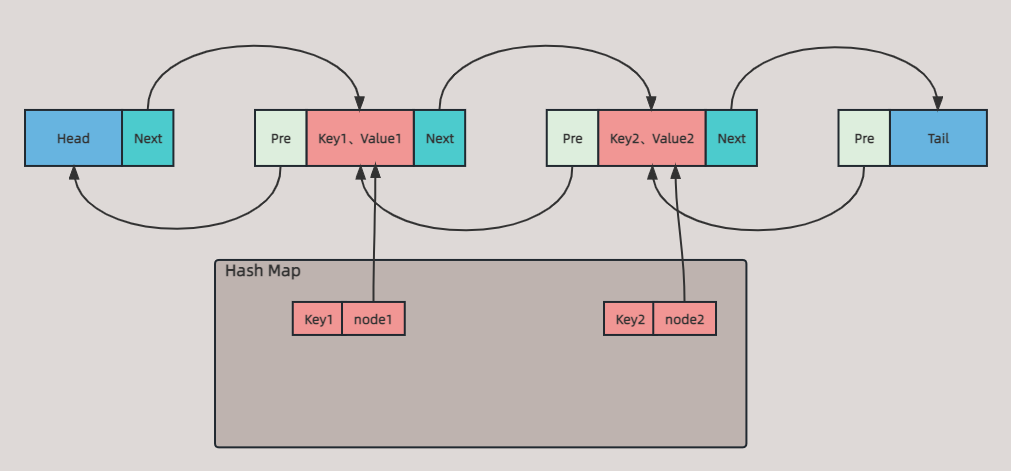 Head Next Pre Key1、Value1 Next Pre Key2、Value2 Next Pre Tail
Hash Map
Key1 node1 Key2 node2